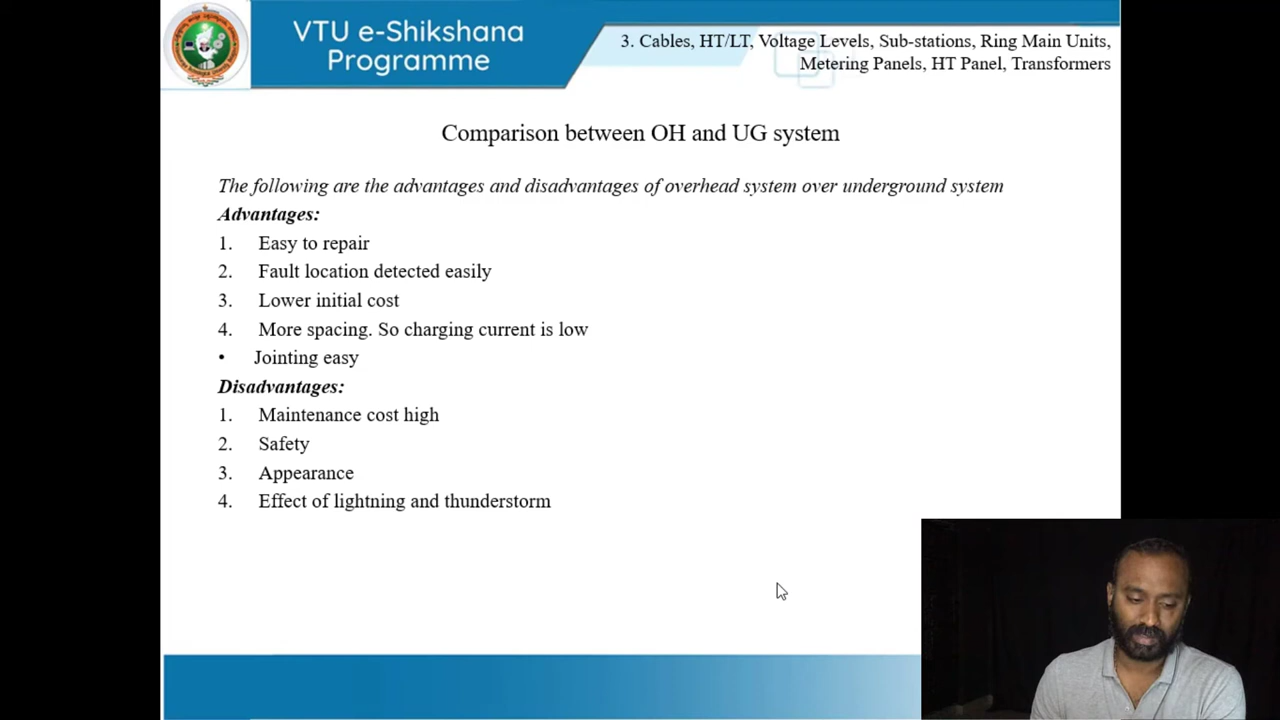 VTU e-Shikshana
Programme
3. Cables, HT/LT, Voltage Levels, Sub-stations, Ring Main Units,
Metering Panels, HT Panel, Transformers
Comparison between OH and UG system
The following are the advantages and disadvantages of overhead system over underground system
Advantages:
1. Easy to repair
2. Fault location detected easily
3. Lower initial cost
4. More spacing. So charging current is low
• Jointing easy
Disadvantages:
1. Maintenance cost high
2. Safety
3. Appearance
4. Effect of lightning and thunderstorm